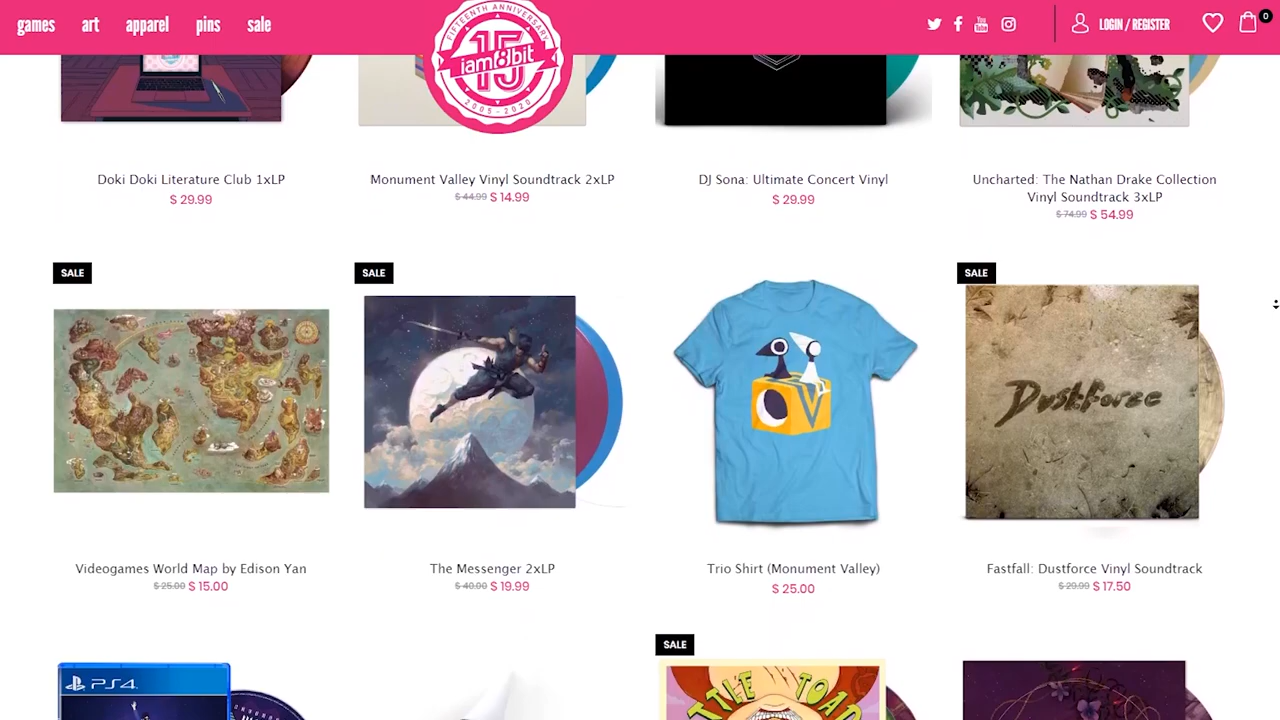 games art apparel pins sale
FIFTEENTH ANNIVERSARY
15
iam8bit
2005-2020
LOGIN / REGISTER
0
Doki Doki Literature Club 1xLP
$ 29.99
Monument Valley Vinyl Soundtrack 2xLP
$ 44.99 $ 14.99
DJ Sona: Ultimate Concert Vinyl
$ 29.99
Uncharted: The Nathan Drake Collection
Vinyl Soundtrack 3xLP
$ 74.99 $ 54.99
SALE
SALE
SALE
Dustforce
Videogames World Map by Edison Yan
$ 25.00 $ 15.00
The Messenger 2xLP
$ 40.00 $ 19.99
Trio Shirt (Monument Valley)
$ 25.00
Fastfall: Dustforce Vinyl Soundtrack
$ 29.99 $ 17.50
SALE
PS4